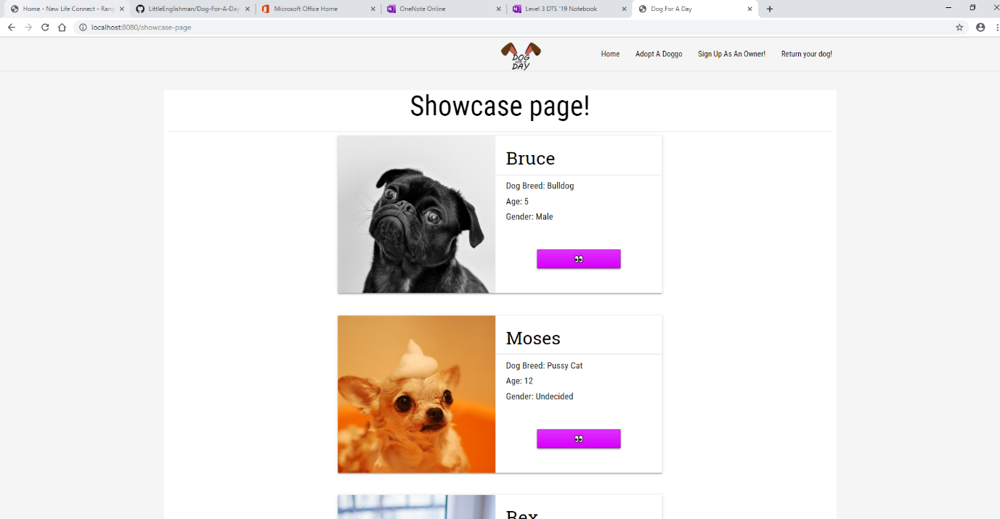 Home - New Life Connect - Rang
LittleEnglishman/Dog-For-A-Day
Microsoft Office Home
OneNote Online
Level 3 DTS '19 Notebook
Dog For A Day
localhost:8080/showcase-page
DOG
FOR A
DAY
Home
Adopt A Doggo
Sign Up As An Owner!
Return your dog!
Showcase page!
Bruce
Dog Breed: Bulldog
Age: 5
Gender: Male
Moses
Dog Breed: Pussy Cat
Age: 12
Gender: Undecided
Rex